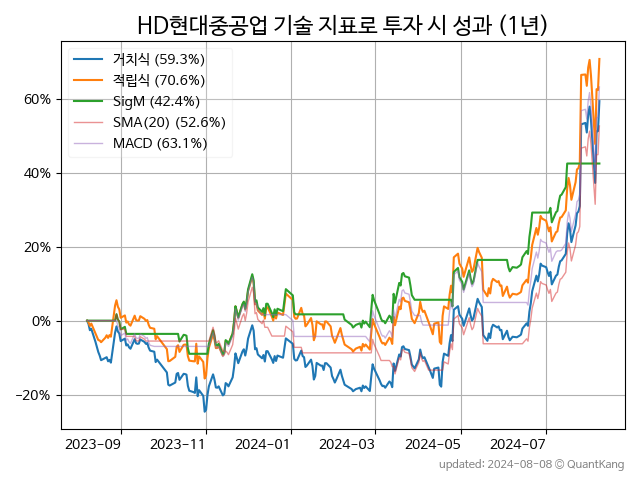 HD현대중공업 기술 지표로 투자 시 성과 (1년)
거치식 (59.3%)
적립식 (70.6%)
SigM (42.4%)
SMA(20) (52.6%)
MACD (63.1%)
60%
40%
20%
0%
−20%
2023-09 2023-11 2024-01 2024-03 2024-05 2024-07
updated: 2024-08-08 © QuantKang